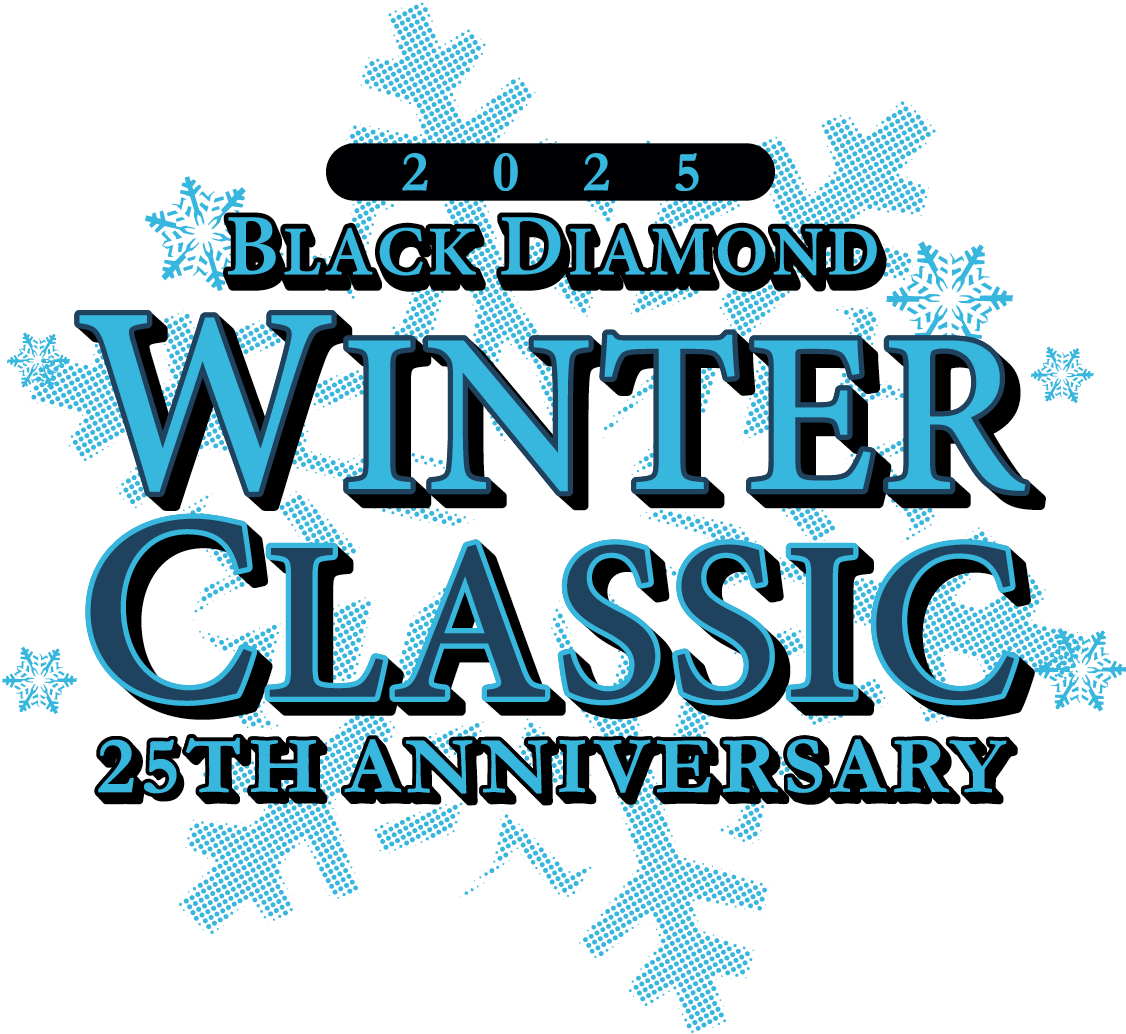 2025
Black Diamond
Winter
Classic
25TH ANNIVERSARY